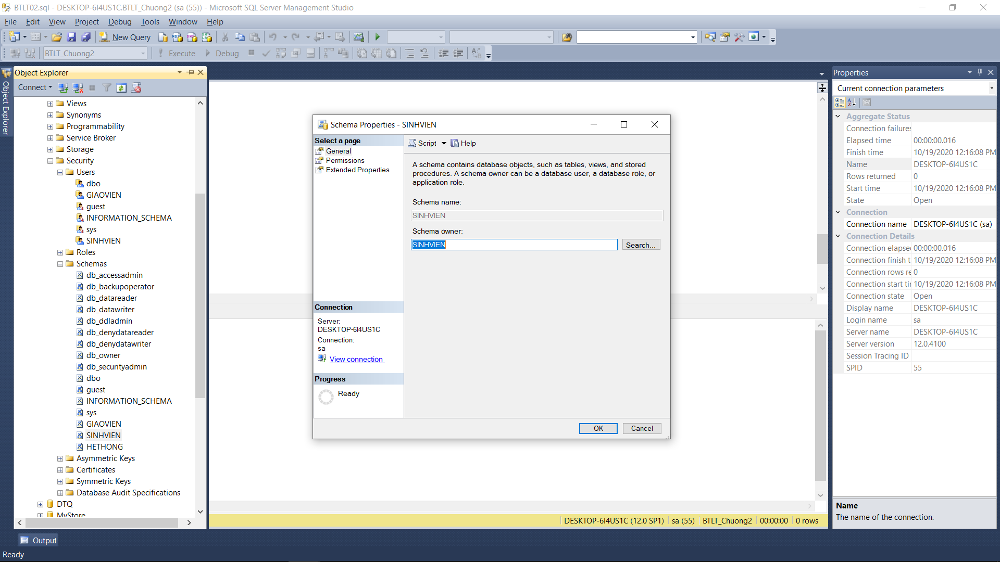 BTLT02.sql - DESKTOP-6I4US1C.BTLT_Chuong2 (sa (55)) - Microsoft SQL Server Management Studio
File Edit View Project Debug Tools Window Help
New Query
BTLT_Chuong2 Execute Debug
Object Explorer
Object Explorer
Connect
Views
Synonyms
Programmability
Service Broker
Storage
Security
Users
dbo
GIAOVIEN
guest
INFORMATION_SCHEMA
sys
SINHVIEN
Roles
Schemas
db_accessadmin
db_backupoperator
db_datareader
db_datawriter
db_ddladmin
db_denydatareader
db_denydatawriter
db_owner
db_securityadmin
dbo
guest
INFORMATION_SCHEMA
sys
GIAOVIEN
SINHVIEN
HETHONG
Asymmetric Keys
Certificates
Symmetric Keys
Database Audit Specifications
DTQ
MyStore
Schema Properties - SINHVIEN
Select a page
General
Permissions
Extended Properties
Script Help
A schema contains database objects, such as tables, views, and stored
procedures. A schema owner can be a database user, a database role, or
application role.
Schema name:
SINHVIEN
Schema owner:
SINHVIEN
Search...
Connection
Server:
DESKTOP-6I4US1C
Connection:
sa
View connection
Progress
Ready
OK Cancel
Properties
Current connection parameters
Aggregate Status
Connection failures
Elapsed time 00:00:00.016
Finish time 10/19/2020 12:16:08 PM
Name DESKTOP-6I4US1C
Rows returned 0
Start time 10/19/2020 12:16:08 PM
State Open
Connection
Connection name DESKTOP-6I4US1C (sa)
Connection Details
Connection elapse 00:00:00.016
Connection finish t 10/19/2020 12:16:08 PM
Connection rows re 0
Connection start ti 10/19/2020 12:16:08 PM
Connection state Open
Display name DESKTOP-6I4US1C
Login name sa
Server name DESKTOP-6I4US1C
Server version 12.0.4100
Session Tracing ID
SPID 55
Name
The name of the connection.
DESKTOP-6I4US1C (12.0 SP1) sa (55) BTLT_Chuong2 00:00:00 0 rows
Output
Ready